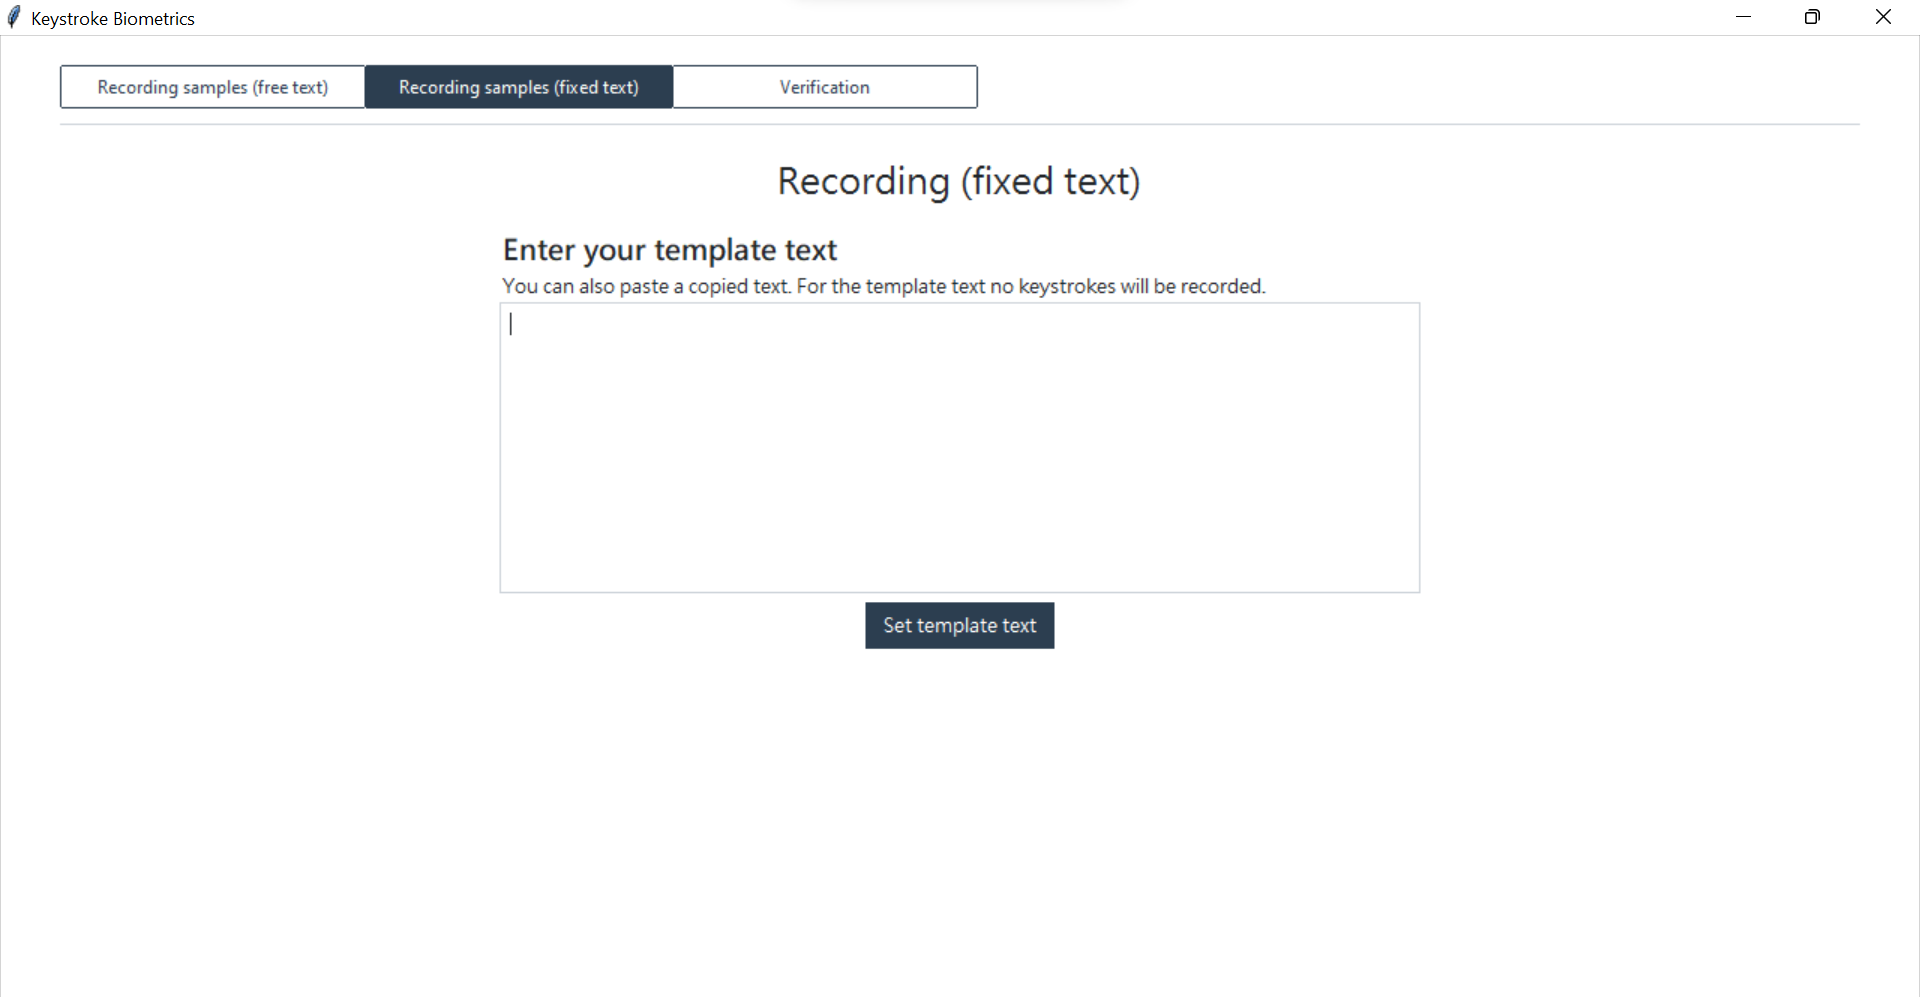 Keystroke Biometrics
Recording samples (free text)
Recording samples (fixed text)
Verification
Recording (fixed text)
Enter your template text
You can also paste a copied text. For the template text no keystrokes will be recorded.
Set template text